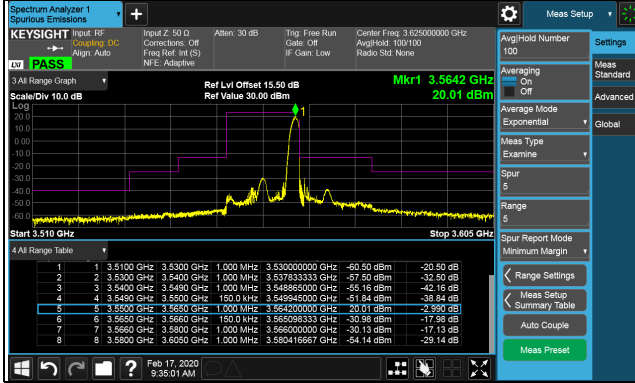 Spectrum Analyzer 1
Spurious Emissions
Meas Setup
KEYSIGHT
LXI
PASS
Input: RF
Coupling: DC
Align: Auto
Input Z: 50 Ω
Corrections: Off
Freq Ref: Int (S)
NFE: Adaptive
Atten: 30 dB
Trig: Free Run
Gate: Off
IF Gain: Low
Center Freq: 3.625000000 GHz
Avg|Hold: 100/100
Radio Std: None
3 All Range Graph
Scale/Div 10.0 dB
Ref Lvl Offset 15.50 dB
Ref Value 30.00 dBm
Mkr1 3.5642 GHz
20.01 dBm
Log
20.0
10.0
0.00
-10.0
-20.0
-30.0
-40.0
-50.0
-60.0
1
Start 3.510 GHz
Stop 3.605 GHz
4 All Range Table
1 1 3.5100 GHz 3.5300 GHz 1.000 MHz 3.530000000 GHz -60.50 dBm -20.50 dB
2 2 3.5300 GHz 3.5400 GHz 1.000 MHz 3.537833333 GHz -57.50 dBm -32.50 dB
3 3 3.5400 GHz 3.5490 GHz 1.000 MHz 3.548865000 GHz -55.16 dBm -42.16 dB
4 4 3.5490 GHz 3.5500 GHz 150.0 kHz 3.549945000 GHz -51.84 dBm -38.84 dB
5 5 3.5500 GHz 3.5650 GHz 1.000 MHz 3.564200000 GHz 20.01 dBm -2.990 dB
6 6 3.5650 GHz 3.5660 GHz 150.0 kHz 3.565098333 GHz -30.98 dBm -17.98 dB
7 7 3.5660 GHz 3.5800 GHz 1.000 MHz 3.566000000 GHz -30.13 dBm -17.13 dB
8 8 3.5800 GHz 3.6050 GHz 1.000 MHz 3.580416667 GHz -54.14 dBm -29.14 dB
Avg|Hold Number
100
Averaging
On
Off
Average Mode
Exponential
Meas Type
Examine
Spur
5
Range
5
Spur Report Mode
Minimum Margin
Range Settings
Meas Setup
Summary Table
Auto Couple
Meas Preset
Settings
Meas
Standard
Advanced
Global
?
Feb 17, 2020
9:35:01 AM